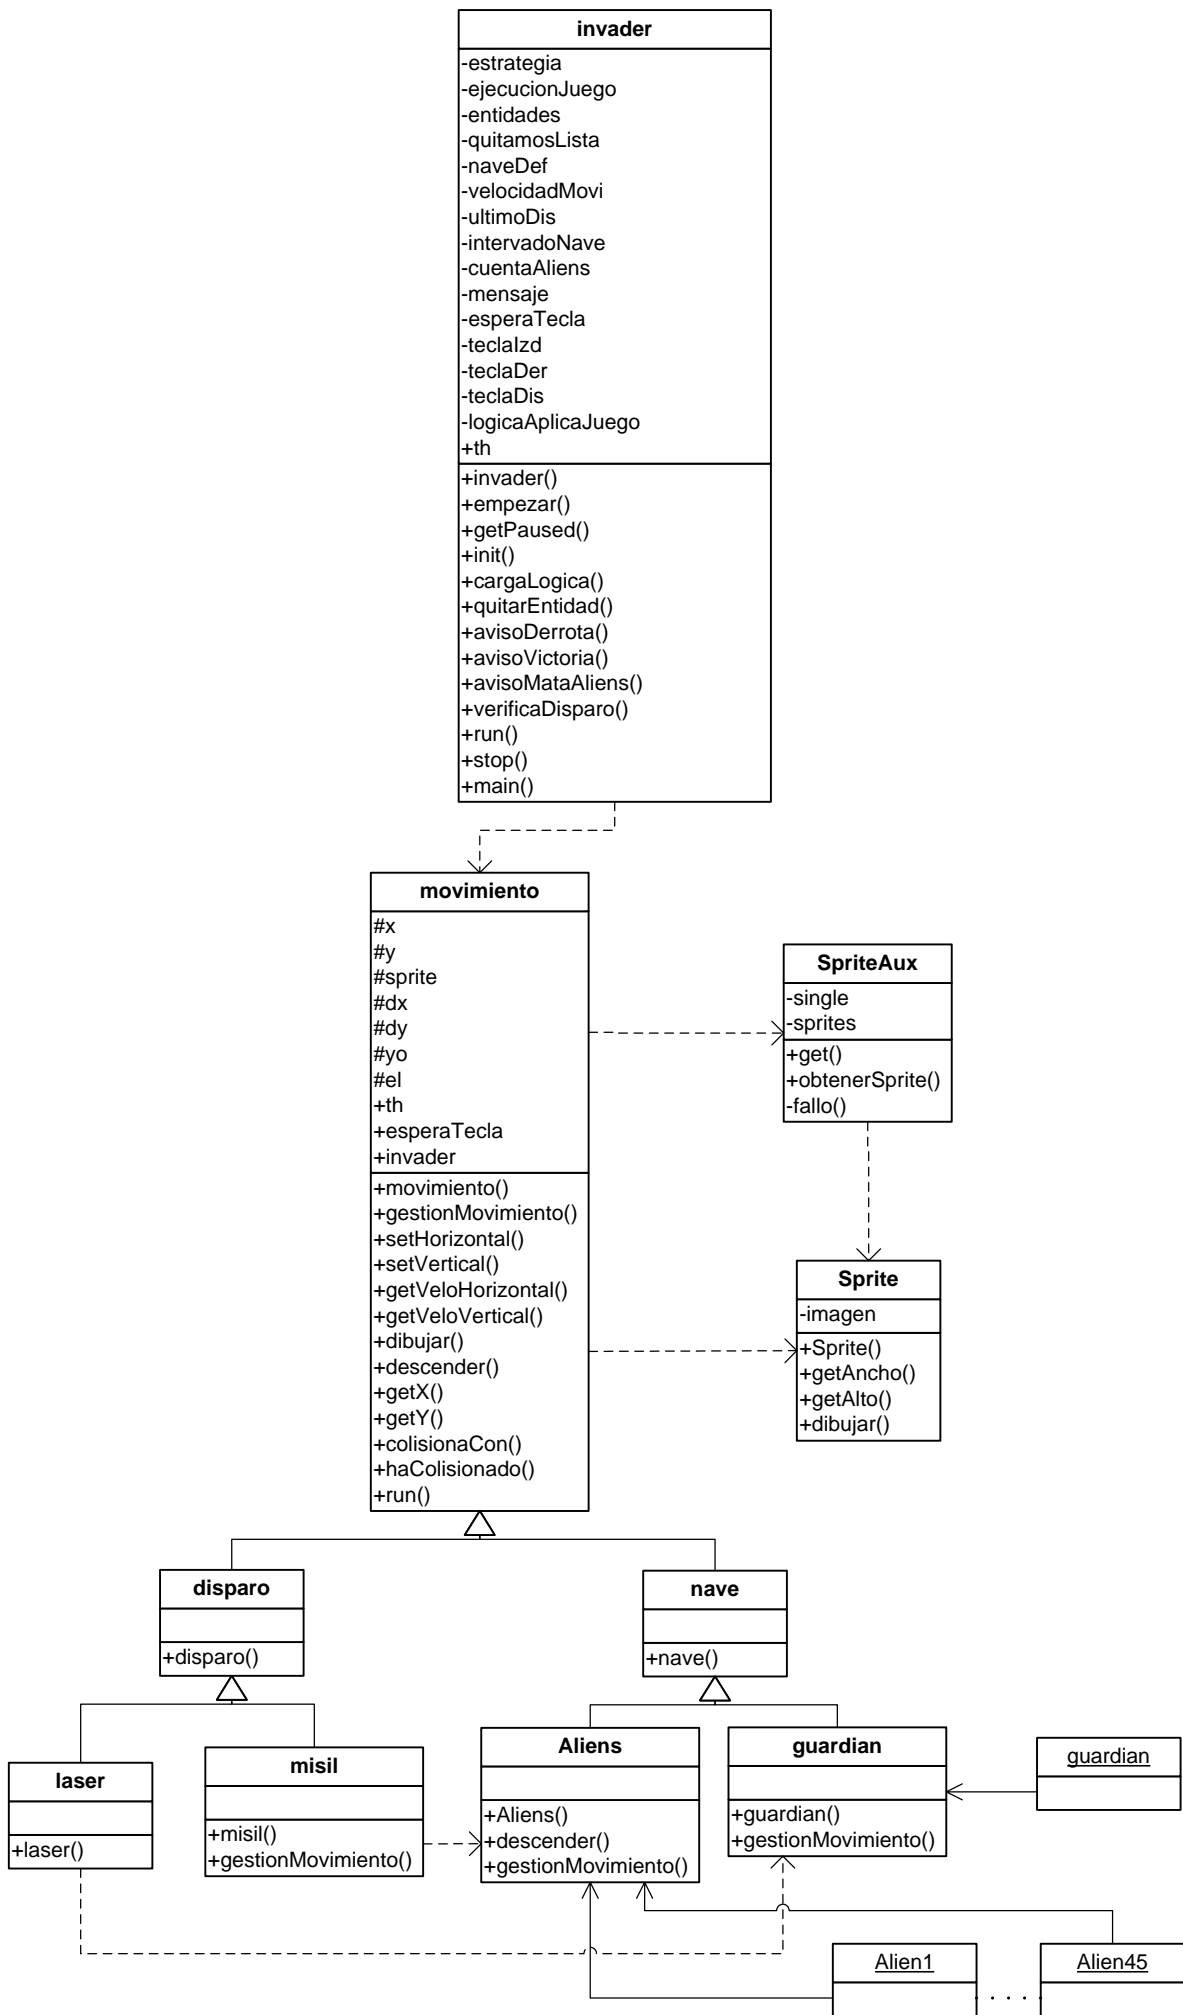 invader
-estrategia
-ejecucionJuego
-entidades
-quitamosLista
-naveDef
-velocidadMovi
-ultimoDis
-intervadoNave
-cuentaAliens
-mensaje
-esperaTecla
-teclaIzd
-teclaDer
-teclaDis
-logicaAplicaJuego
+th
+invader()
+empezar()
+getPaused()
+init()
+cargaLogica()
+quitarEntidad()
+avisoDerrota()
+avisoVictoria()
+avisoMataAliens()
+verificaDisparo()
+run()
+stop()
+main()
movimiento
#x
#y
#sprite
#dx
#dy
#yo
#el
+th
+esperaTecla
+invader
+movimiento()
+gestionMovimiento()
+setHorizontal()
+setVertical()
+getVeloHorizontal()
+getVeloVertical()
+dibujar()
+descender()
+getX()
+getY()
+colisionaCon()
+haColisionado()
+run()
SpriteAux
-single
-sprites
+get()
+obtenerSprite()
-fallo()
Sprite
-imagen
+Sprite()
+getAncho()
+getAlto()
+dibujar()
disparo
+disparo()
nave
+nave()
laser
+laser()
misil
+misil()
+gestionMovimiento()
Aliens
+Aliens()
+descender()
+gestionMovimiento()
guardian
+guardian()
+gestionMovimiento()
guardian
Alien1
. . . .
Alien45